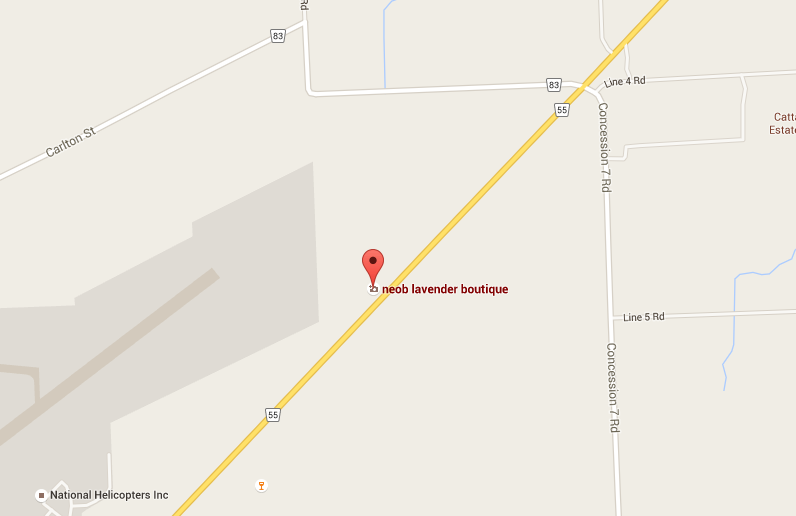 Rd
83
83
Line 4 Rd
55
Catta
Estate
Carlton St
Concession 7 Rd
neob lavender boutique
Line 5 Rd
Concession 7 Rd
55
National Helicopters Inc